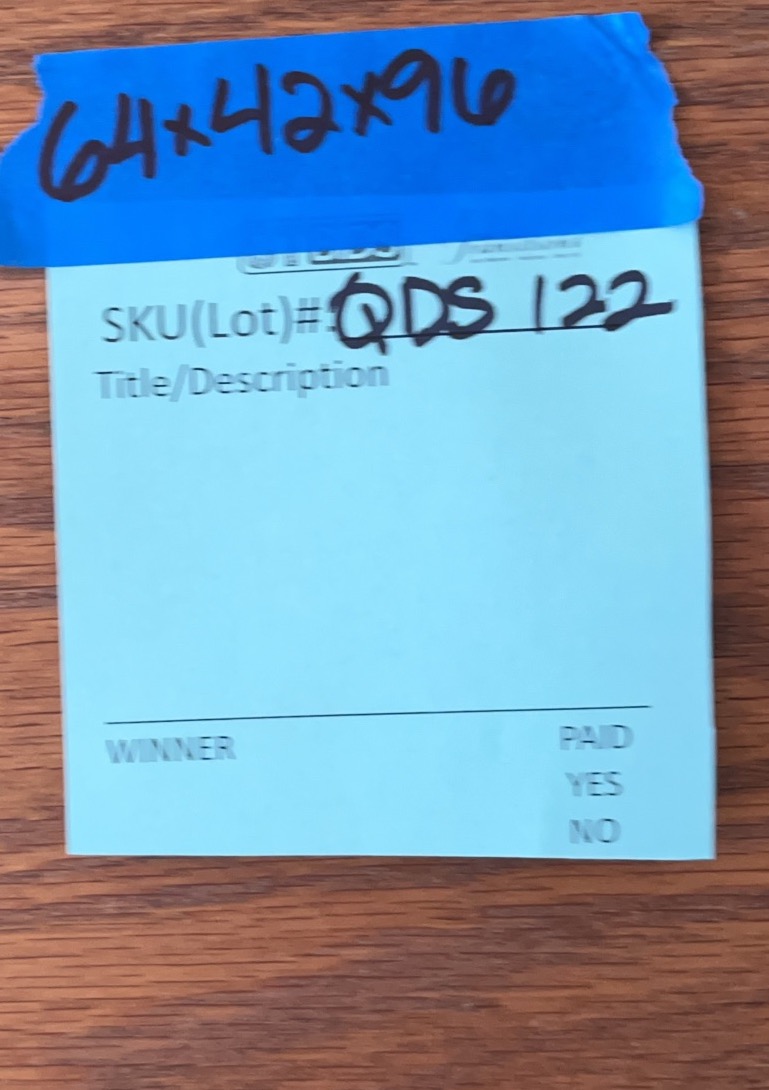 64x42x96
SKU(Lot)#: QDS 122
Title/Description
WINNER
PAID
YES
NO